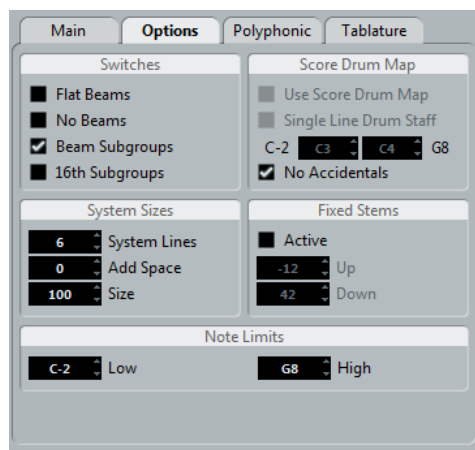 Main Options Polyphonic Tablature
Switches
Flat Beams
No Beams
Beam Subgroups
16th Subgroups
Score Drum Map
Use Score Drum Map
Single Line Drum Staff
C-2 C3 C4 G8
No Accidentals
System Sizes
6 System Lines
0 Add Space
100 Size
Fixed Stems
Active
-12 Up
42 Down
Note Limits
C-2 Low G8 High